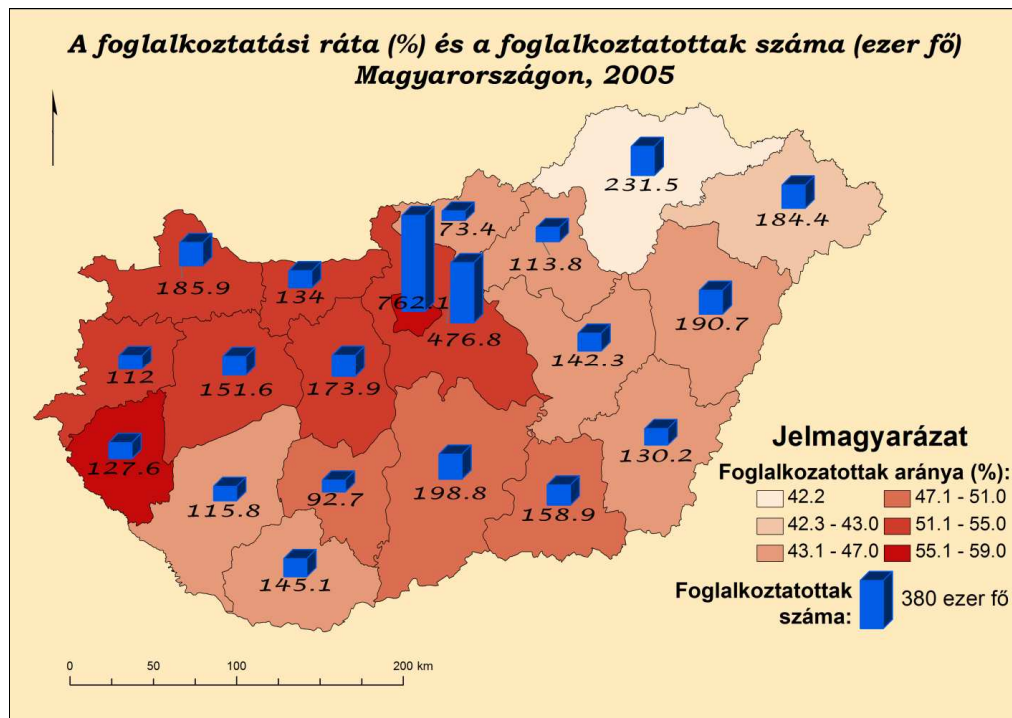 A foglalkoztatási ráta (%) és a foglalkoztatottak száma (ezer fő)
Magyarországon, 2005
231.5
184.4
73.4
113.8
185.9
134
762.1
476.8
190.7
142.3
112
151.6
173.9
127.6
115.8
92.7
198.8
158.9
130.2
145.1
Jelmagyarázat
Foglalkozatottak aránya (%):
42.2
47.1 - 51.0
42.3 - 43.0
51.1 - 55.0
43.1 - 47.0
55.1 - 59.0
Foglalkoztatottak
száma:
380 ezer fő
0 50 100 200 km